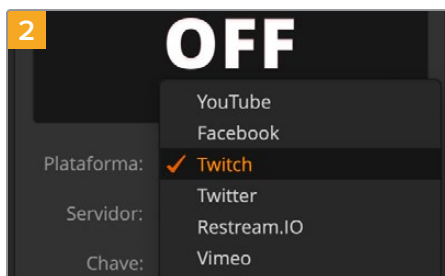 2
OFF
YouTube
Facebook
Plataforma: ✓ Twitch
Twitter
Servidor:
Restream.IO
Chave: Vimeo